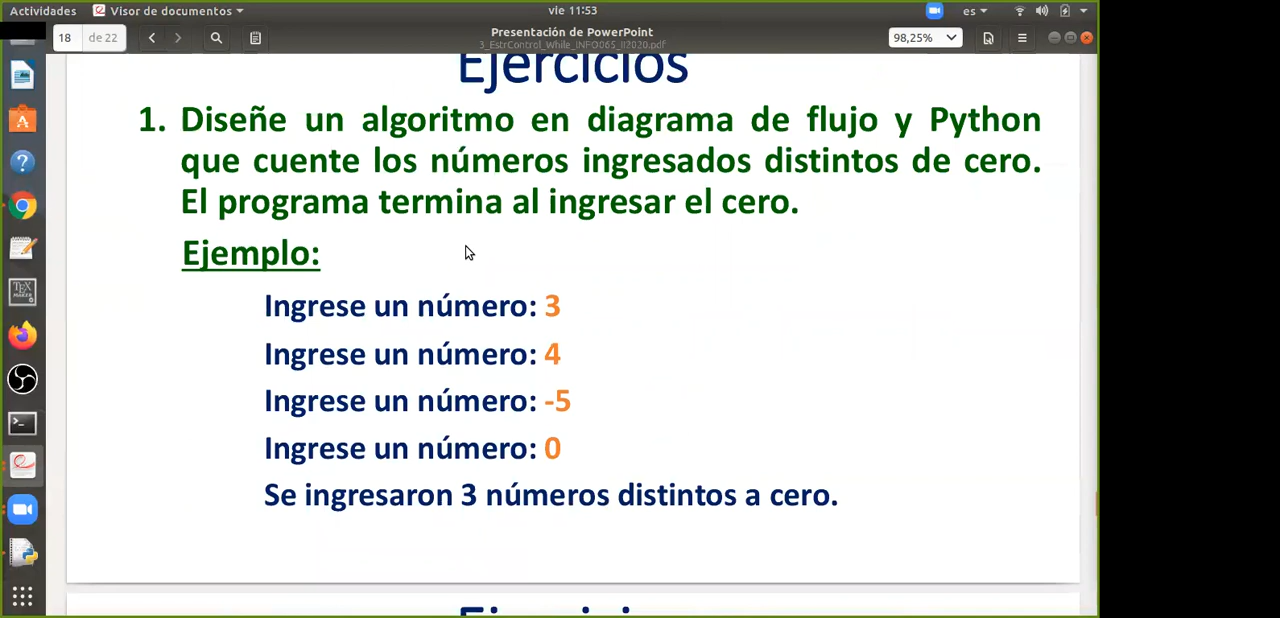 Actividades Visor de documentos vie 11:53 es
18 de 22 Presentación de PowerPoint 98,25%
3_EstrControl_While_INFO065_II2020.pdf
Ejercicios
1. Diseñe un algoritmo en diagrama de flujo y Python
que cuente los números ingresados distintos de cero.
El programa termina al ingresar el cero.
Ejemplo:
Ingrese un número: 3
Ingrese un número: 4
Ingrese un número: -5
Ingrese un número: 0
Se ingresaron 3 números distintos a cero.